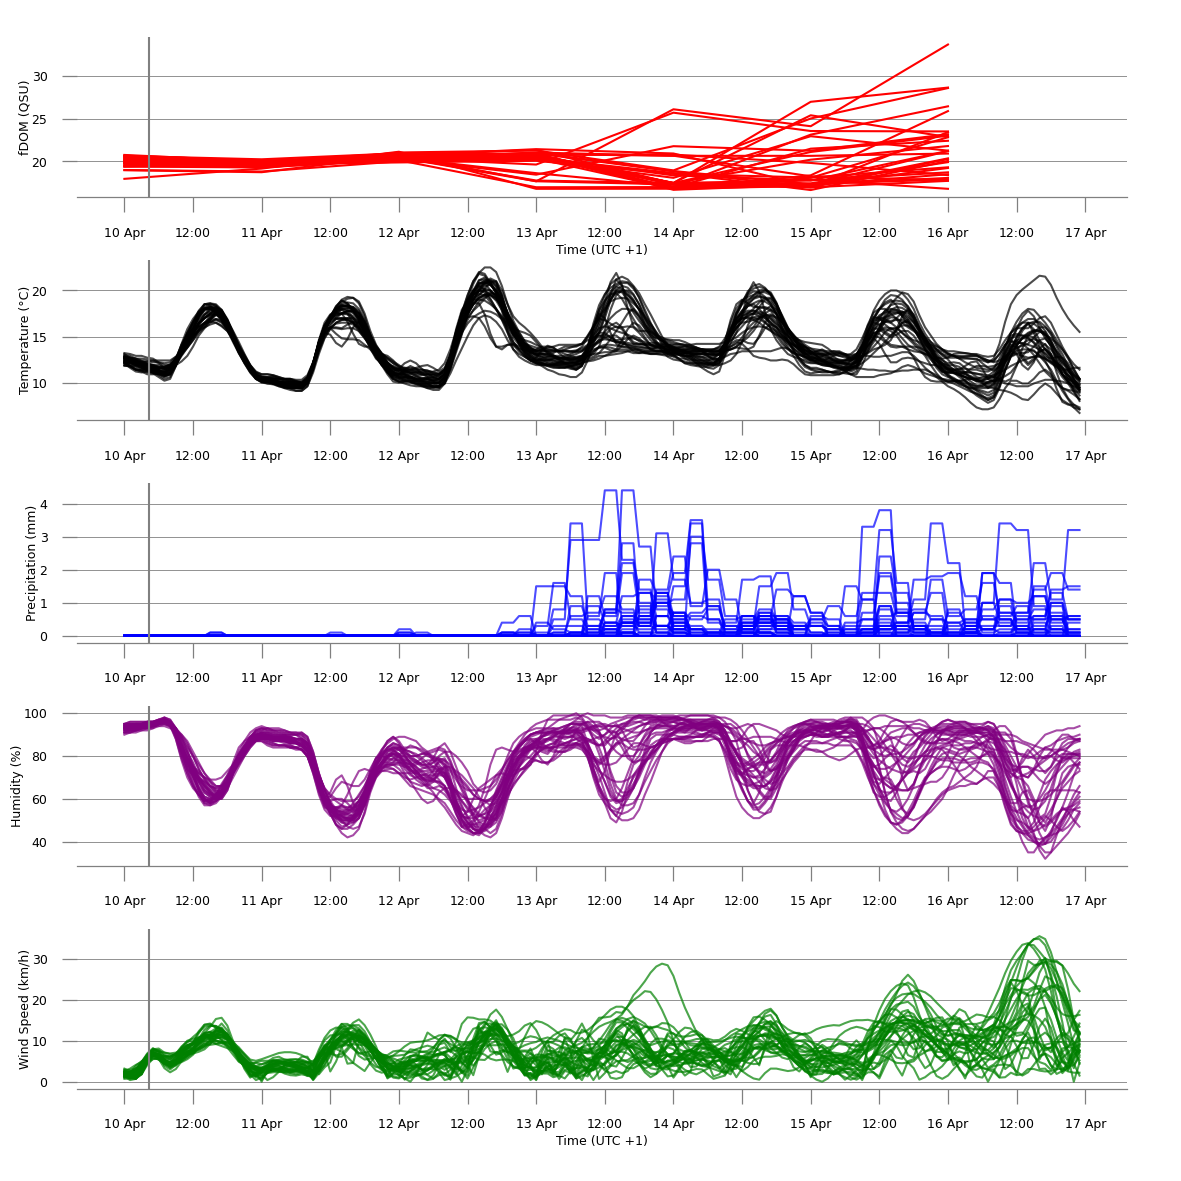 fDOM (QSU)
30
25
20
10 Apr 12:00 11 Apr 12:00 12 Apr 12:00 13 Apr 12:00 14 Apr 12:00 15 Apr 12:00 16 Apr 12:00 17 Apr
Time (UTC +1)
Temperature (°C)
20
15
10
10 Apr 12:00 11 Apr 12:00 12 Apr 12:00 13 Apr 12:00 14 Apr 12:00 15 Apr 12:00 16 Apr 12:00 17 Apr
Precipitation (mm)
4
3
2
1
0
10 Apr 12:00 11 Apr 12:00 12 Apr 12:00 13 Apr 12:00 14 Apr 12:00 15 Apr 12:00 16 Apr 12:00 17 Apr
Humidity (%)
100
80
60
40
10 Apr 12:00 11 Apr 12:00 12 Apr 12:00 13 Apr 12:00 14 Apr 12:00 15 Apr 12:00 16 Apr 12:00 17 Apr
Wind Speed (km/h)
30
20
10
0
10 Apr 12:00 11 Apr 12:00 12 Apr 12:00 13 Apr 12:00 14 Apr 12:00 15 Apr 12:00 16 Apr 12:00 17 Apr
Time (UTC +1)